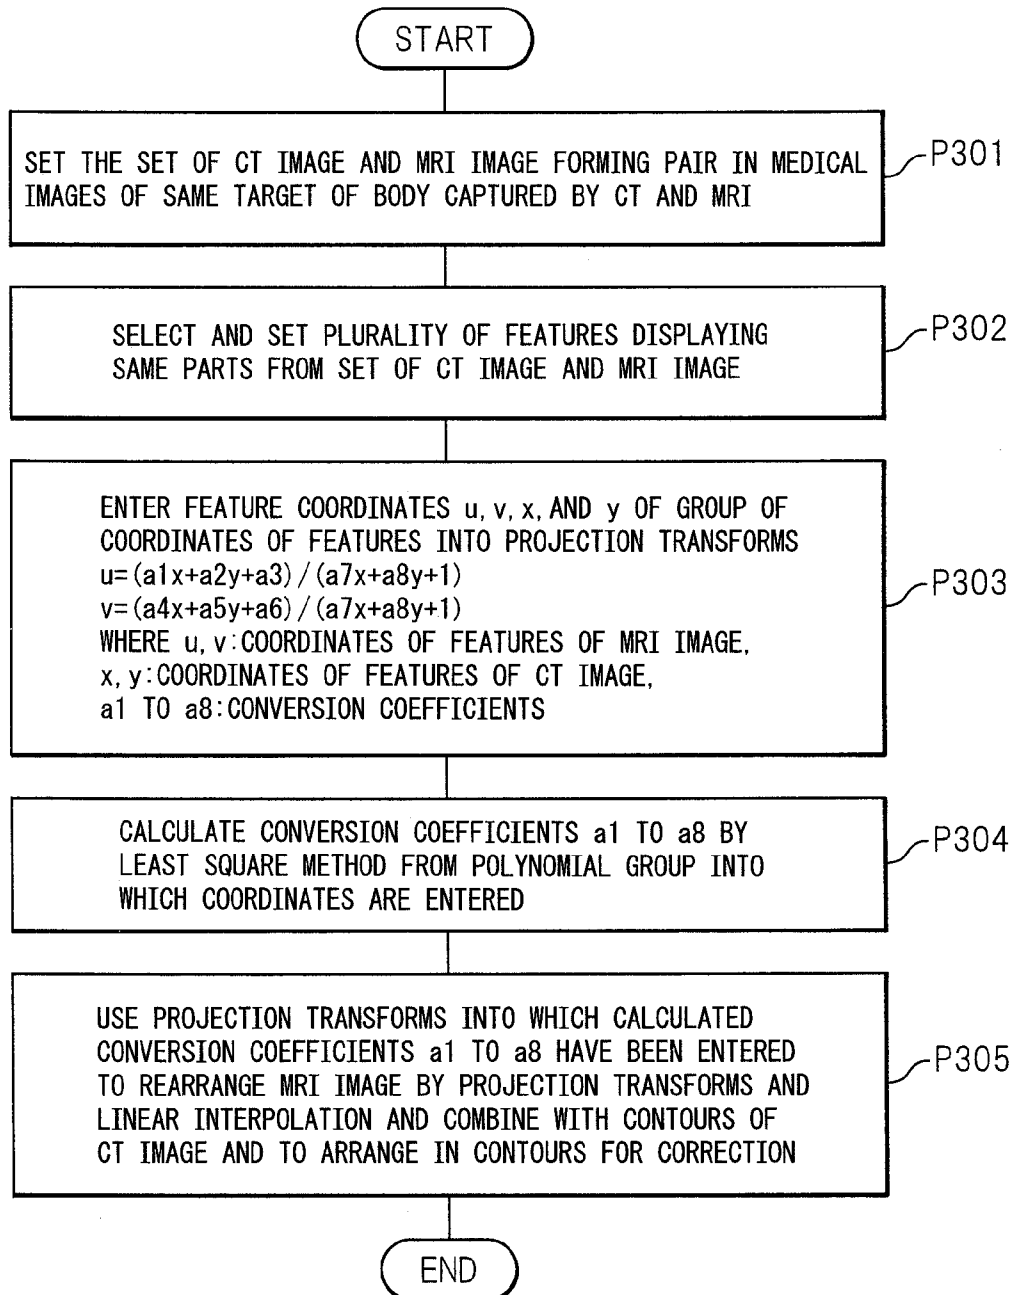 START
SET THE SET OF CT IMAGE AND MRI IMAGE FORMING PAIR IN MEDICAL
IMAGES OF SAME TARGET OF BODY CAPTURED BY CT AND MRI
P301
SELECT AND SET PLURALITY OF FEATURES DISPLAYING
SAME PARTS FROM SET OF CT IMAGE AND MRI IMAGE
P302
ENTER FEATURE COORDINATES u, v, x, AND y OF GROUP OF
COORDINATES OF FEATURES INTO PROJECTION TRANSFORMS
u=(a1x+a2y+a3)/(a7x+a8y+1)
v=(a4x+a5y+a6)/(a7x+a8y+1)
WHERE u, v:COORDINATES OF FEATURES OF MRI IMAGE,
x, y:COORDINATES OF FEATURES OF CT IMAGE,
a1 TO a8:CONVERSION COEFFICIENTS
P303
CALCULATE CONVERSION COEFFICIENTS a1 TO a8 BY
LEAST SQUARE METHOD FROM POLYNOMIAL GROUP INTO
WHICH COORDINATES ARE ENTERED
P304
USE PROJECTION TRANSFORMS INTO WHICH CALCULATED
CONVERSION COEFFICIENTS a1 TO a8 HAVE BEEN ENTERED
TO REARRANGE MRI IMAGE BY PROJECTION TRANSFORMS AND
LINEAR INTERPOLATION AND COMBINE WITH CONTOURS OF
CT IMAGE AND TO ARRANGE IN CONTOURS FOR CORRECTION
P305
END